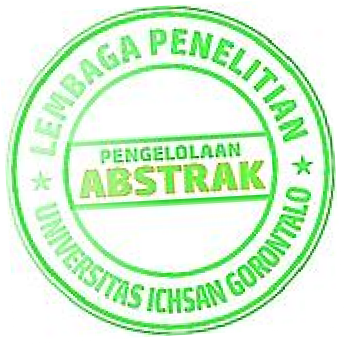 LEMBAGA PENELITIAN
PENGELOLAAN
ABSTRAK
UNIVERSITAS ICHSAN GORONTALO